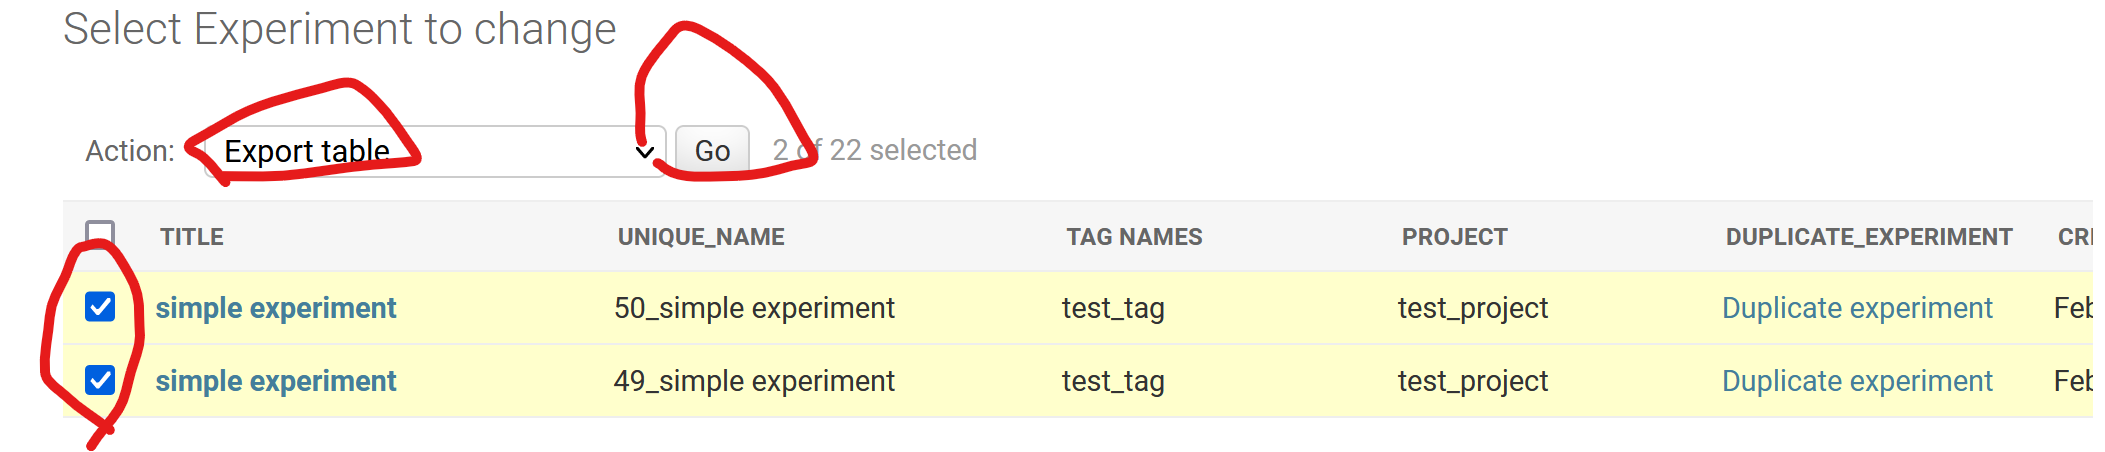 Select Experiment to change
Action: Export table Go 2 of 22 selected
TITLE UNIQUE_NAME TAG NAMES PROJECT DUPLICATE_EXPERIMENT CRE
simple experiment 50_simple experiment test_tag test_project Duplicate experiment Feb
simple experiment 49_simple experiment test_tag test_project Duplicate experiment Feb